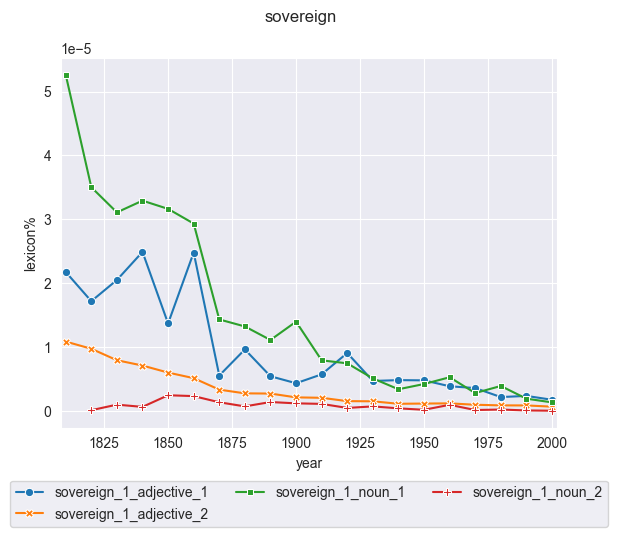 sovereign
1e−5
5
4
3
2
1
0
lexicon%
1825 1850 1875 1900 1925 1950 1975 2000
year
sovereign_1_adjective_1 sovereign_1_noun_1 sovereign_1_noun_2
sovereign_1_adjective_2